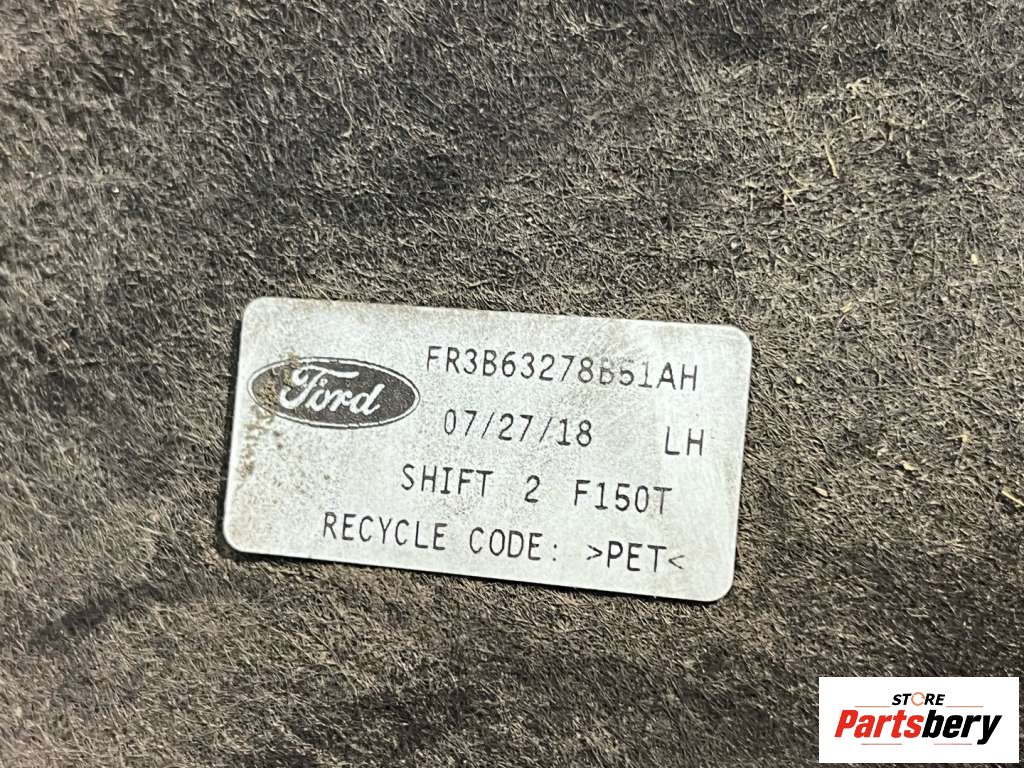 FR3B63278B51AH
Ford
07/27/18 LH
SHIFT 2 F150T
RECYCLE CODE: >PET<
STORE
Partsbery